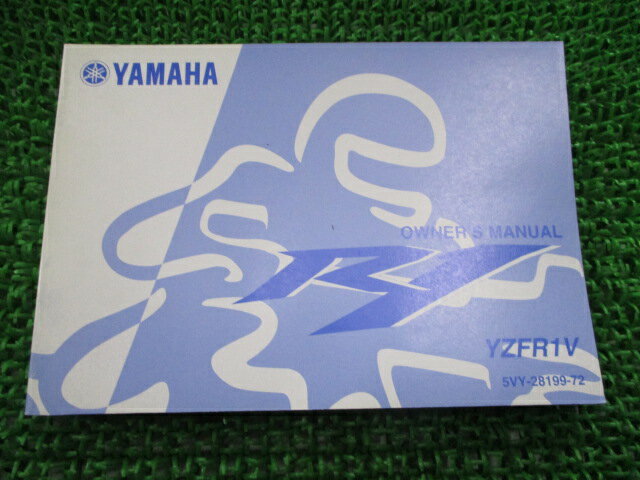 YAMAHA
OWNER'S MANUAL
R1
YZFR1V
5VY-28199-72